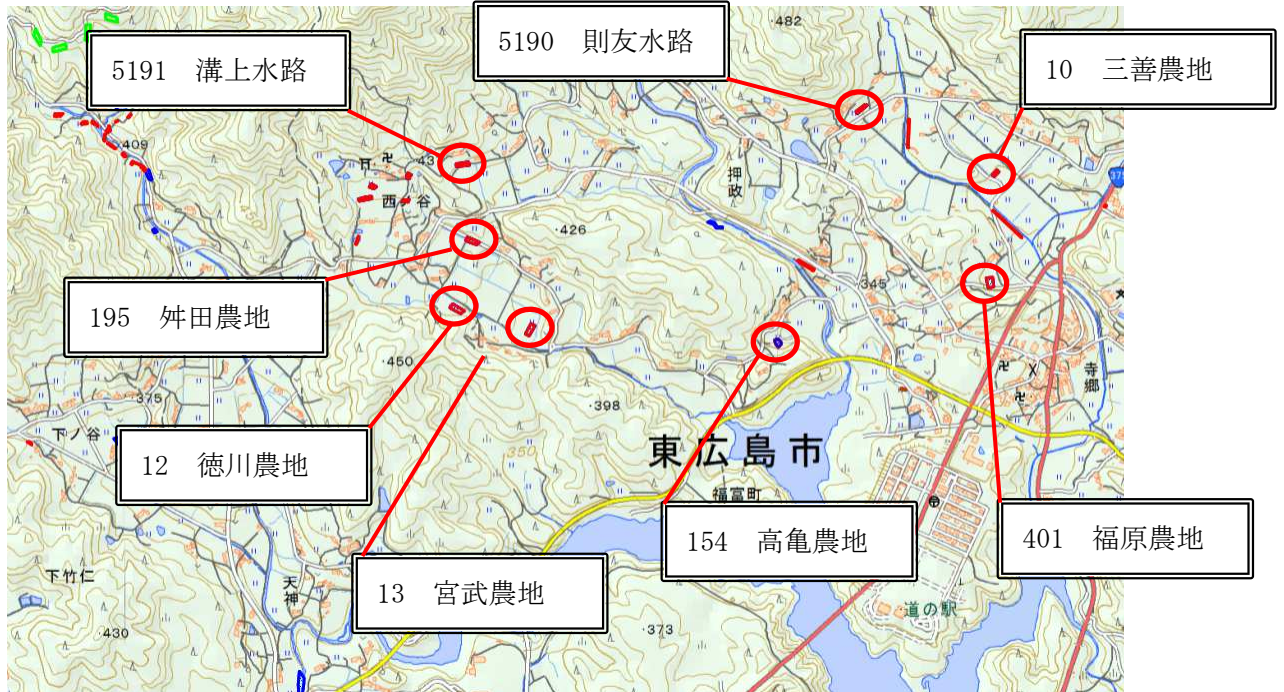 5191　溝上水路
5190　則友水路
10　三善農地
195　舛田農地
12　徳川農地
13　宮武農地
154　高亀農地
401　福原農地
・482
409
43
西ヶ谷
押政
375
・426
345
・450
・398
375
下ノ谷
350
東広島市
福富町
寺郷
下竹仁
天神
・430
・373
道の駅